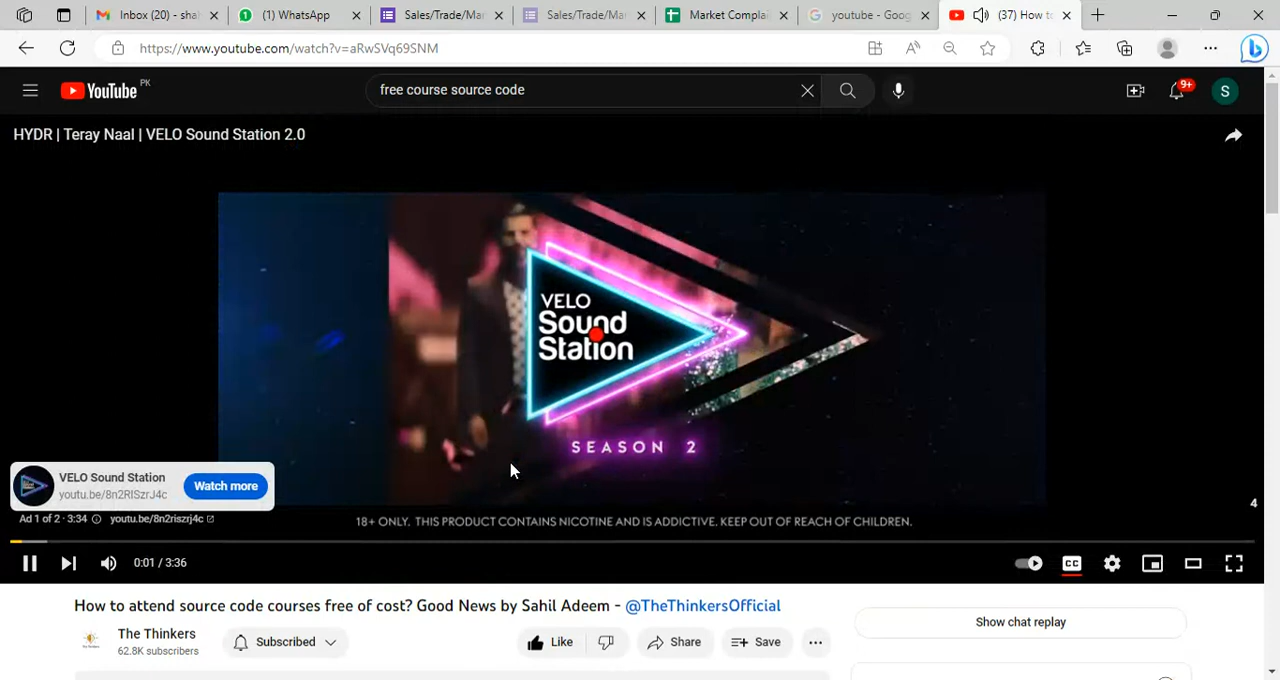 Inbox (20) - shal
(1) WhatsApp
Sales/Trade/Mar
Sales/Trade/Mar
Market Complai
youtube - Goog
(37) How to
https://www.youtube.com/watch?v=aRwSVq69SNM
YouTube PK
free course source code
9+
S
HYDR | Teray Naal | VELO Sound Station 2.0
VELO
Sound
Station
SEASON 2
VELO Sound Station
youtu.be/8n2RISzrJ4c
Watch more
4
Ad 1 of 2 · 3:34
youtu.be/8n2riszrj4c
18+ ONLY. THIS PRODUCT CONTAINS NICOTINE AND IS ADDICTIVE. KEEP OUT OF REACH OF CHILDREN.
0:01 / 3:36
CC
How to attend source code courses free of cost? Good News by Sahil Adeem - @TheThinkersOfficial
The Thinkers
62.8K subscribers
Subscribed
Like
Share
Save
Show chat replay